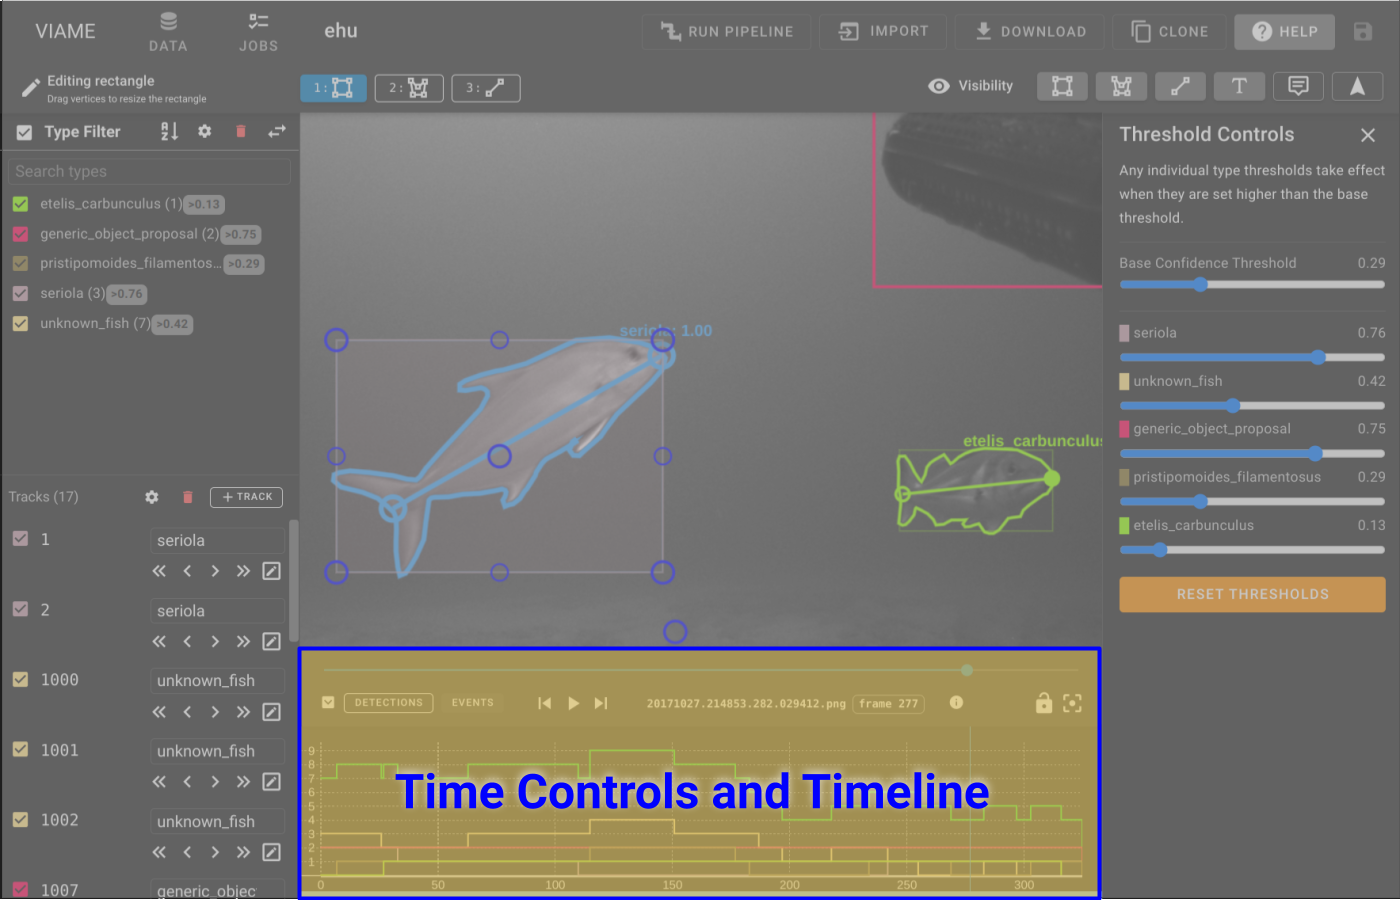 VIAME
DATA
JOBS
ehu
RUN PIPELINE
IMPORT
DOWNLOAD
CLONE
HELP
Editing rectangle
Drag vertices to resize the rectangle
1:
2:
3:
Visibility
T
Type Filter
Search types
etelis_carbunculus (1) >0.13
generic_object_proposal (2) >0.75
pristipomoides_filamentos... >0.29
seriola (3) >0.76
unknown_fish (7) >0.42
Tracks (17)
+ TRACK
1 seriola
2 seriola
1000 unknown_fish
1001 unknown_fish
1002 unknown_fish
1007 generic_objec
seriola: 1.00
etelis_carbunculus
Threshold Controls
Any individual type thresholds take effect
when they are set higher than the base
threshold.
Base Confidence Threshold 0.29
seriola 0.76
unknown_fish 0.42
generic_object_proposal 0.75
pristipomoides_filamentosus 0.29
etelis_carbunculus 0.13
RESET THRESHOLDS
DETECTIONS
EVENTS
20171027.214853.282.029412.png frame 277
Time Controls and Timeline
9
8
7
6
5
4
3
2
1
0 50 100 150 200 250 300